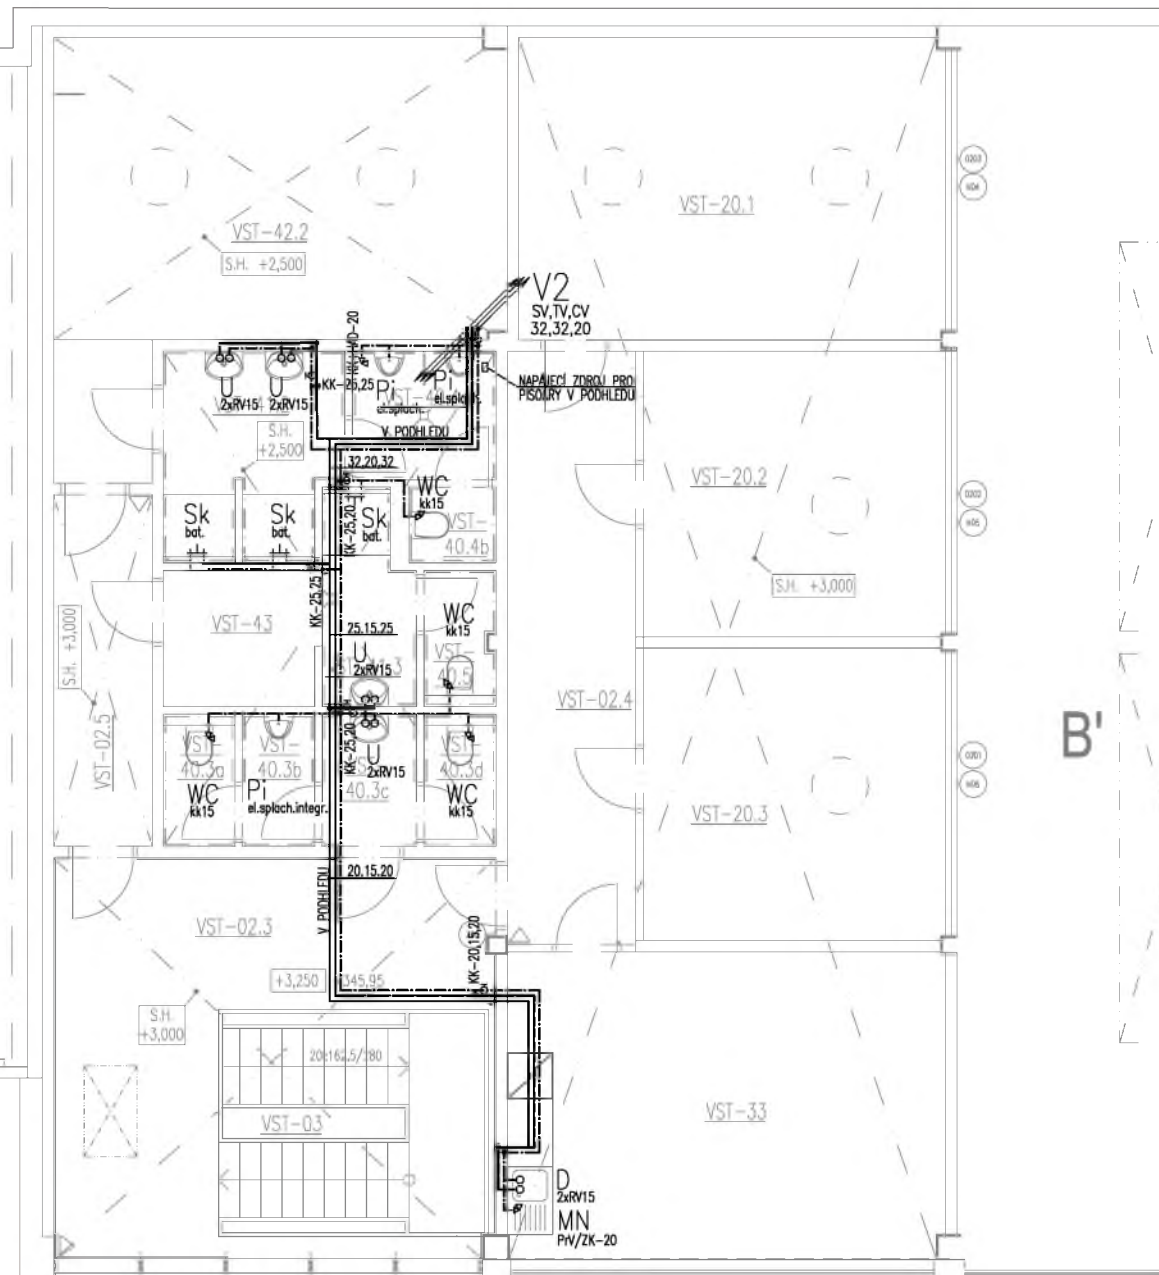 VST-42.2
S.H. +2,500
VST-20.1
0203
V2
SV,TV,CV
32,32,20
KK-25,25
Pi
el.splach.
Pi
NAPÁJECÍ ZDROJ PRO
PISOÁRY V PODHLEDU
U
2xRV15
U
2xRV15
V PODHLEDU
S.H.
+2,500
32,20,32
WC
kk15
VST-
40.4b
VST-20.2
0202
Sk
bat.
Sk
bat.
Sk
bat.
KK-25,20
KK-25,25
S.H. +3,000
S.H. +3,000
VST-43
25.15.25
WC
kk15
VST-
40.5
U
2xRV15
VST-02.4
VST-02.5
B'
VST-
40.3a
WC
kk15
VST-
40.3b
Pi
el.splach.integr.
KK-25,20
U
2xRV15
40.3c
VST-
40.3d
WC
kk15
VST-20.3
0201
V PODHLEDU
20.15.20
VST-02.3
KK-20,15,20
+3,250
345,95
S.H.
+3,000
VST-03
VST-33
D
2xRV15
MN
PrV/ZK-20